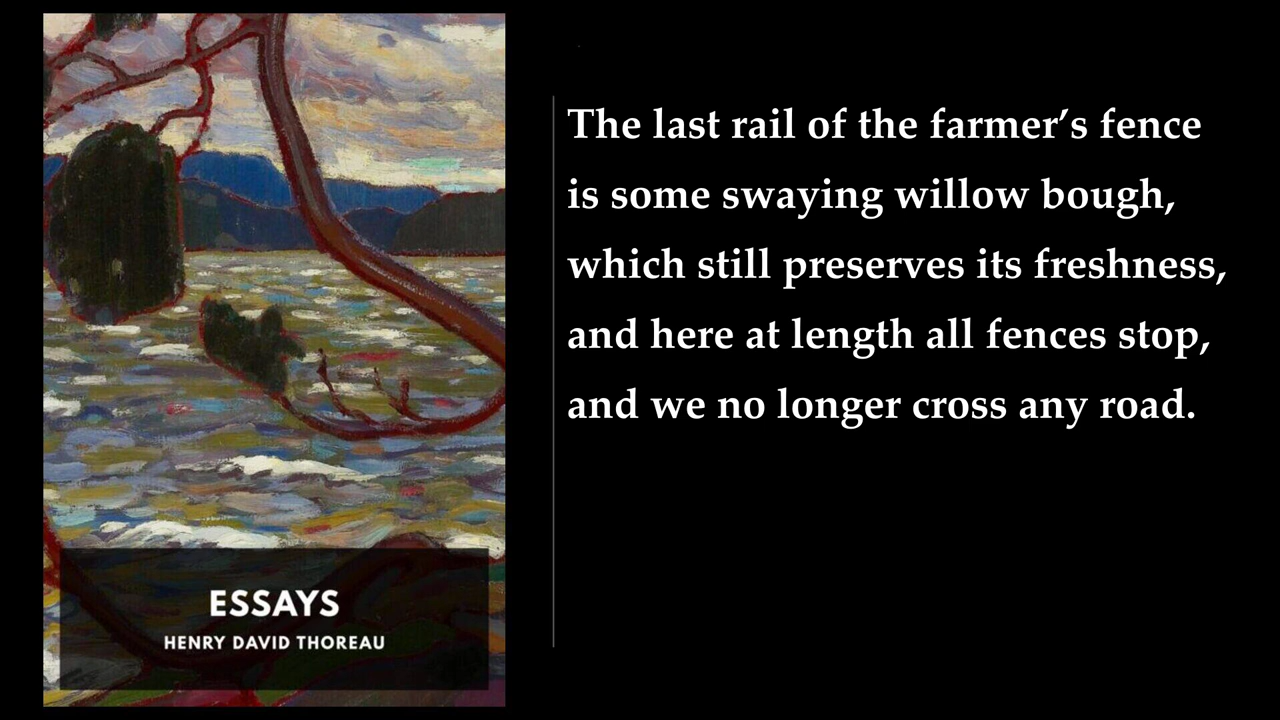 ESSAYS
HENRY DAVID THOREAU
The last rail of the farmer’s fence
is some swaying willow bough,
which still preserves its freshness,
and here at length all fences stop,
and we no longer cross any road.